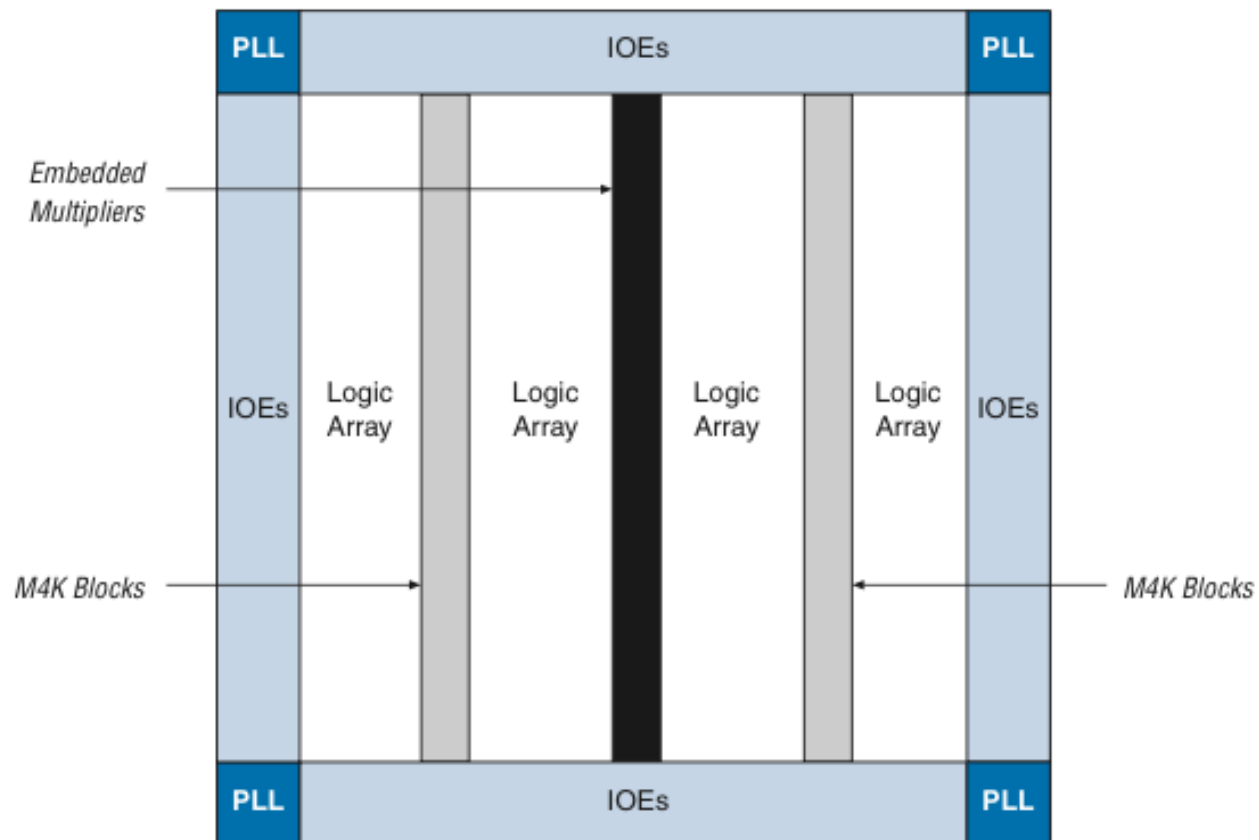 PLL
IOEs
PLL
Embedded
Multipliers
IOEs
Logic
Array
Logic
Array
Logic
Array
Logic
Array
IOEs
M4K Blocks
M4K Blocks
PLL
IOEs
PLL